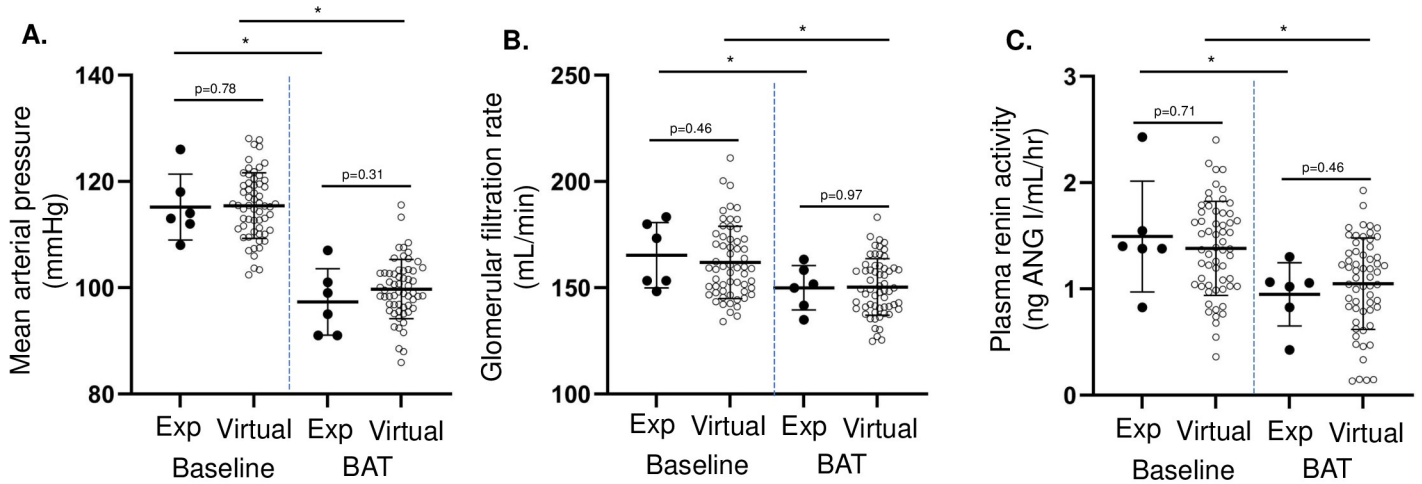 A.
*
*
Mean arterial pressure
(mmHg)
140
120
100
80
p=0.78
p=0.31
Exp Virtual Exp Virtual
Baseline BAT
B.
*
*
Glomerular filtration rate
(mL/min)
250
200
150
100
p=0.46
p=0.97
Exp Virtual Exp Virtual
Baseline BAT
C.
*
*
Plasma renin activity
(ng ANG I/mL/hr)
3
2
1
0
p=0.71
p=0.46
Exp Virtual Exp Virtual
Baseline BAT